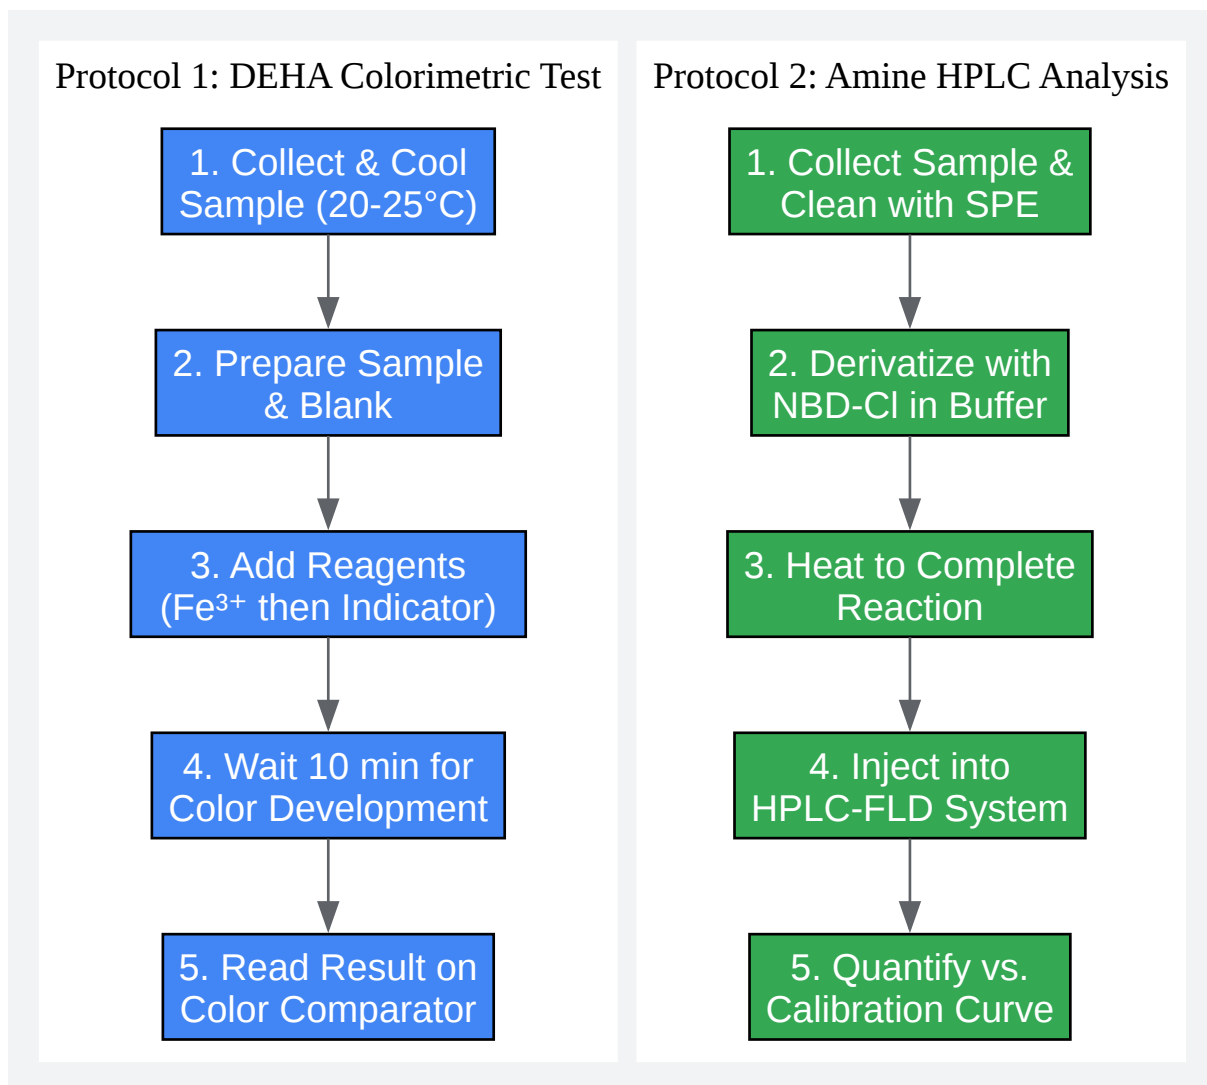 Protocol 1: DEHA Colorimetric Test
1. Collect & Cool
Sample (20-25°C)
2. Prepare Sample
& Blank
3. Add Reagents
(Fe³⁺ then Indicator)
4. Wait 10 min for
Color Development
5. Read Result on
Color Comparator
Protocol 2: Amine HPLC Analysis
1. Collect Sample &
Clean with SPE
2. Derivatize with
NBD-Cl in Buffer
3. Heat to Complete
Reaction
4. Inject into
HPLC-FLD System
5. Quantify vs.
Calibration Curve